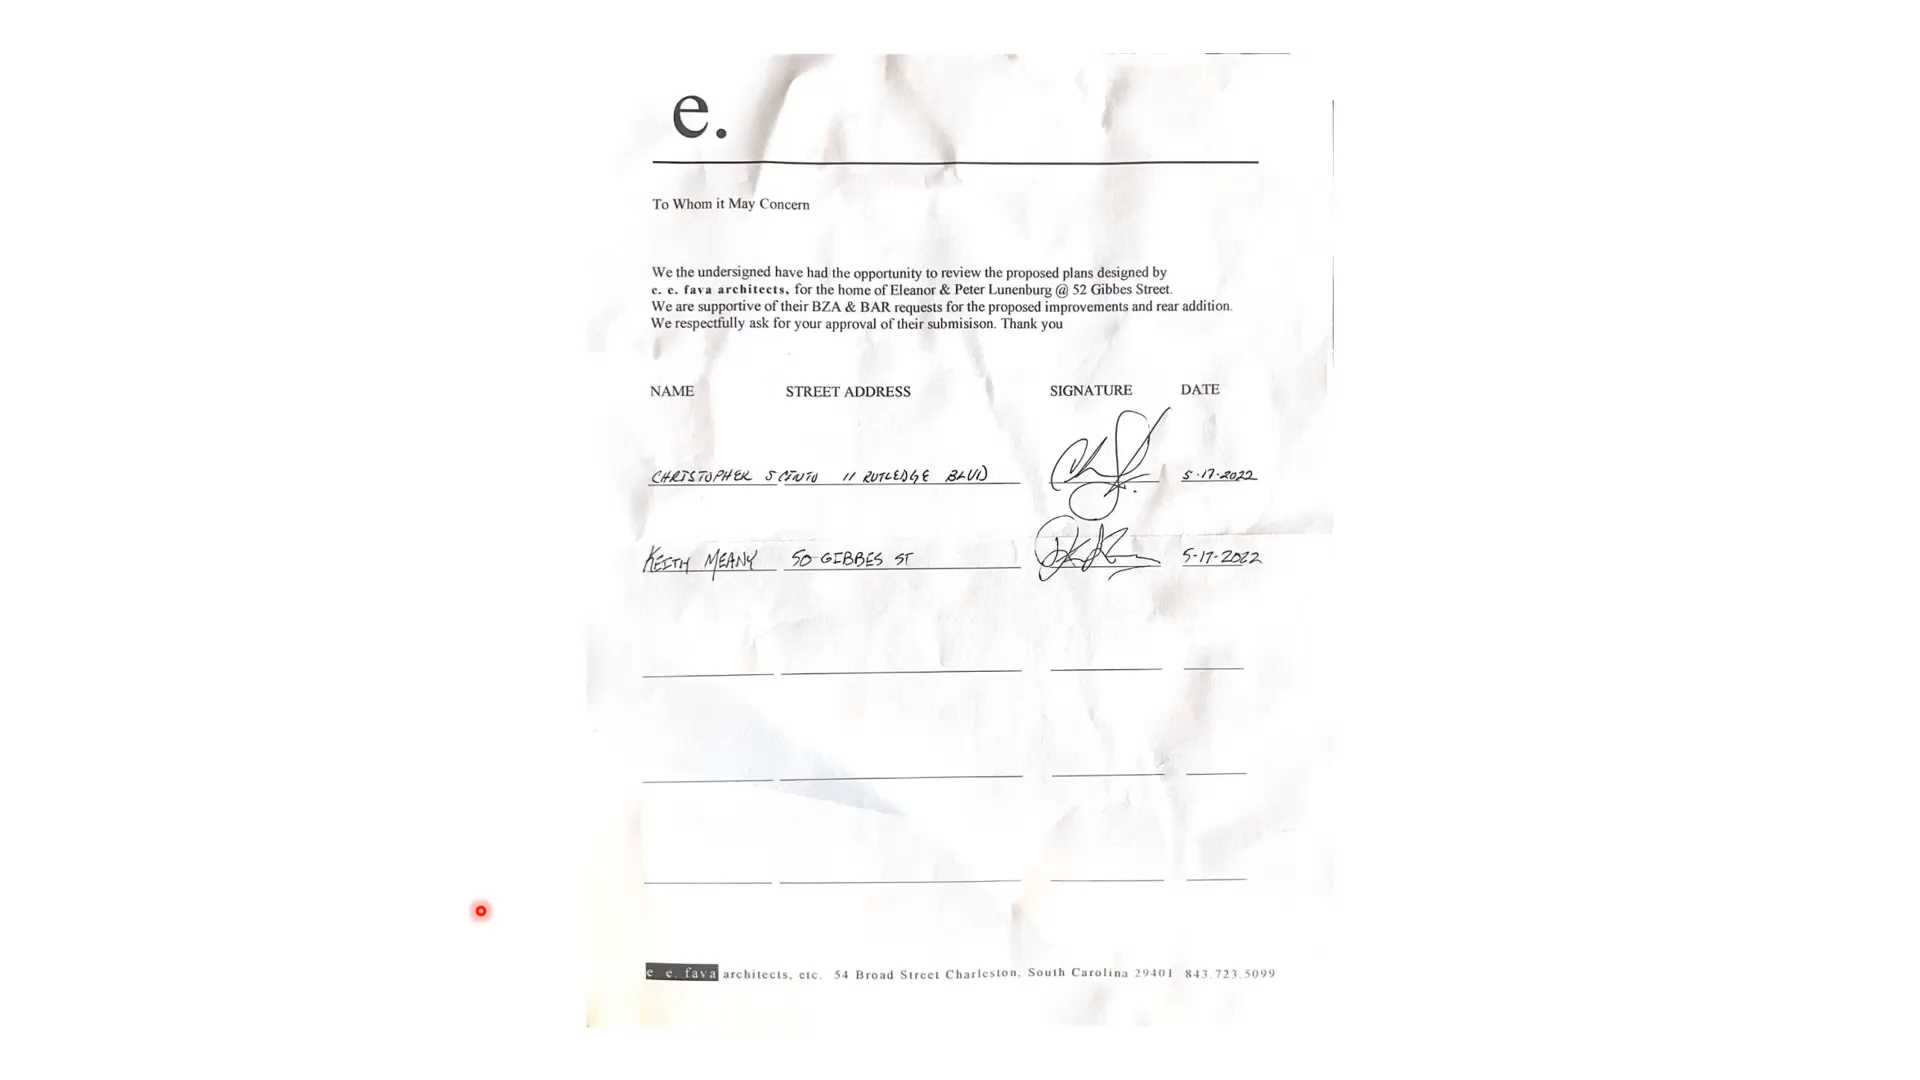 e.
To Whom it May Concern
We the undersigned have had the opportunity to review the proposed plans designed by
e. e. fava architects, for the home of Eleanor & Peter Lunenburg @ 52 Gibbes Street.
We are supportive of their BZA & BAR requests for the proposed improvements and rear addition.
We respectfully ask for your approval of their submisison. Thank you
NAME STREET ADDRESS SIGNATURE DATE
CHRISTOPHER SCINTO 11 RUTLEDGE BLVD 5·17·2022
KEITH MEANY 50 GIBBES ST 5-17-2022
e. e. fava architects, etc. 54 Broad Street Charleston, South Carolina 29401 843.723.5099